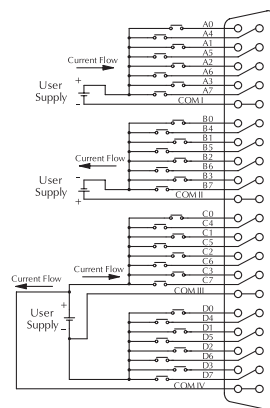 A0
A4
A1
A5
Current Flow
A2
A6
+
A3
User
Supply
A7
-
COM I
B0
B4
B1
B5
Current Flow
B2
B6
-
B3
User
Supply
B7
+
COM II
C0
C4
C1
C5
C2
C6
Current Flow
Current Flow
C3
C7
COM III
+
User
Supply
-
D0
D4
D1
D5
D2
D6
D3
D7
COM IV